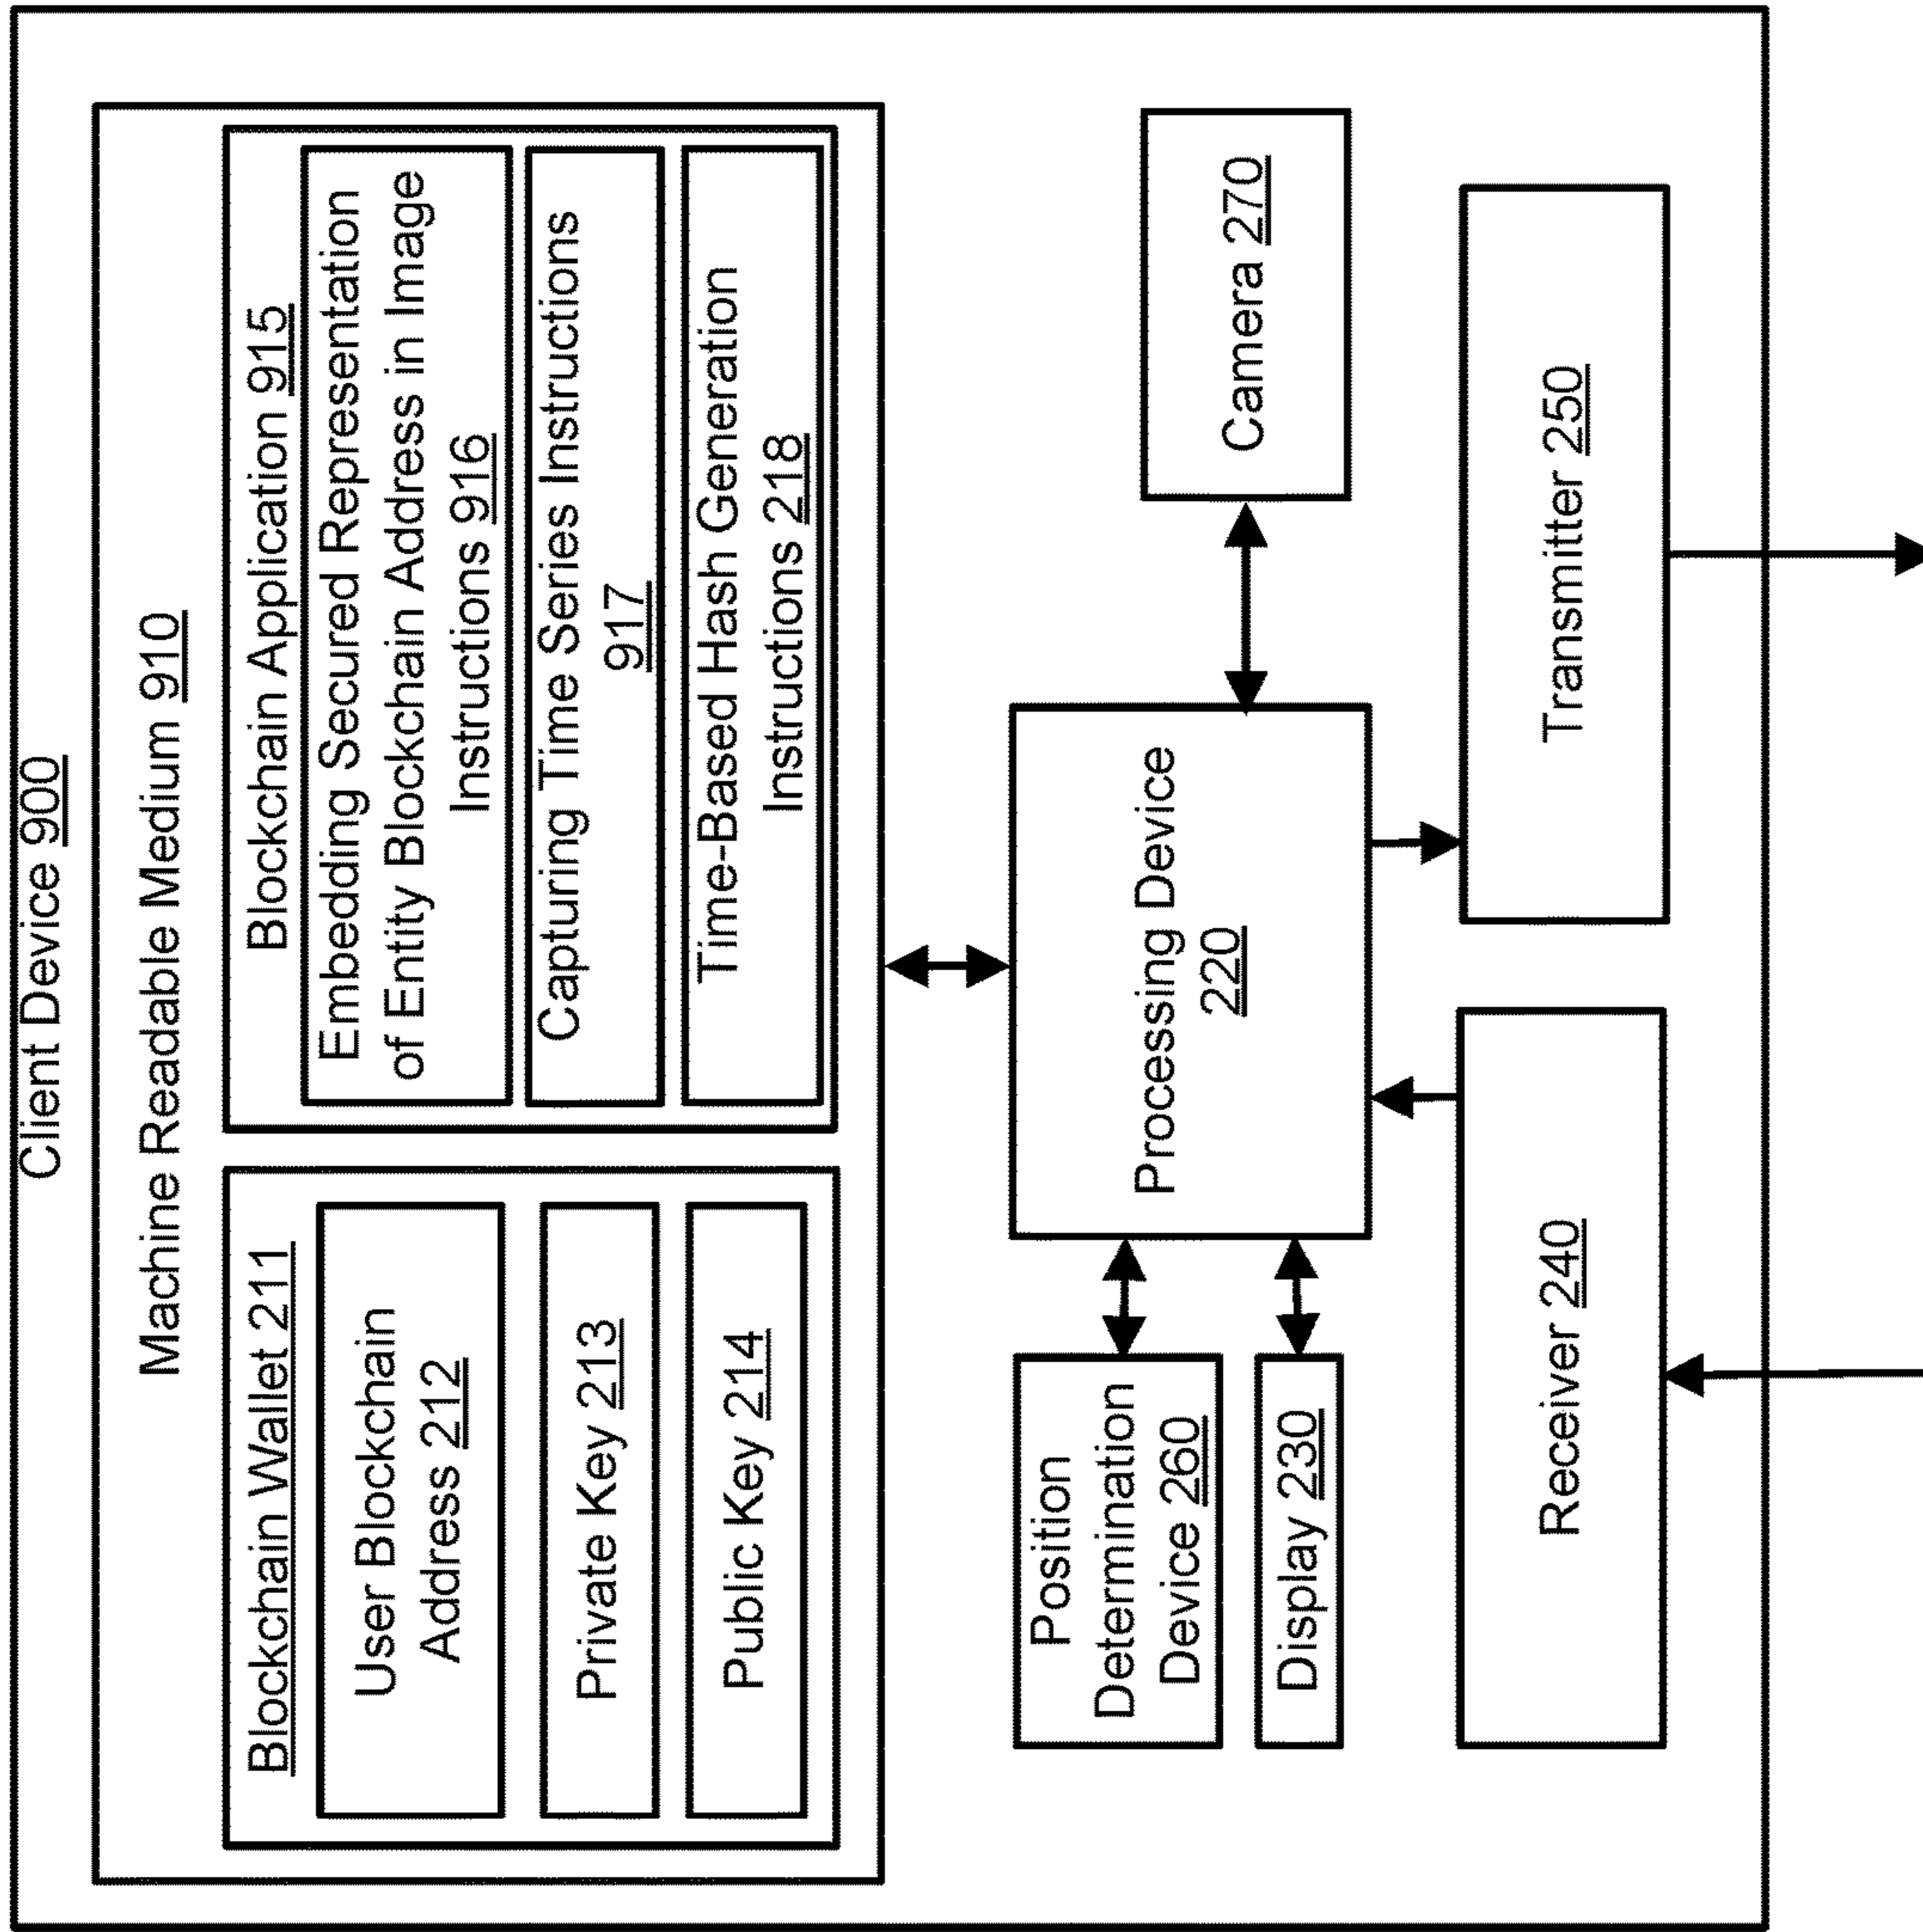 Client Device 900
Machine Readable Medium 910
Blockchain Wallet 211
User Blockchain
Address 212
Private Key 213
Public Key 214
Blockchain Application 915
Embedding Secured Representation
of Entity Blockchain Address in Image
Instructions 916
Capturing Time Series Instructions
917
Time-Based Hash Generation
Instructions 218
Position
Determination
Device 260
Display 230
Processing Device
220
Camera 270
Receiver 240
Transmitter 250